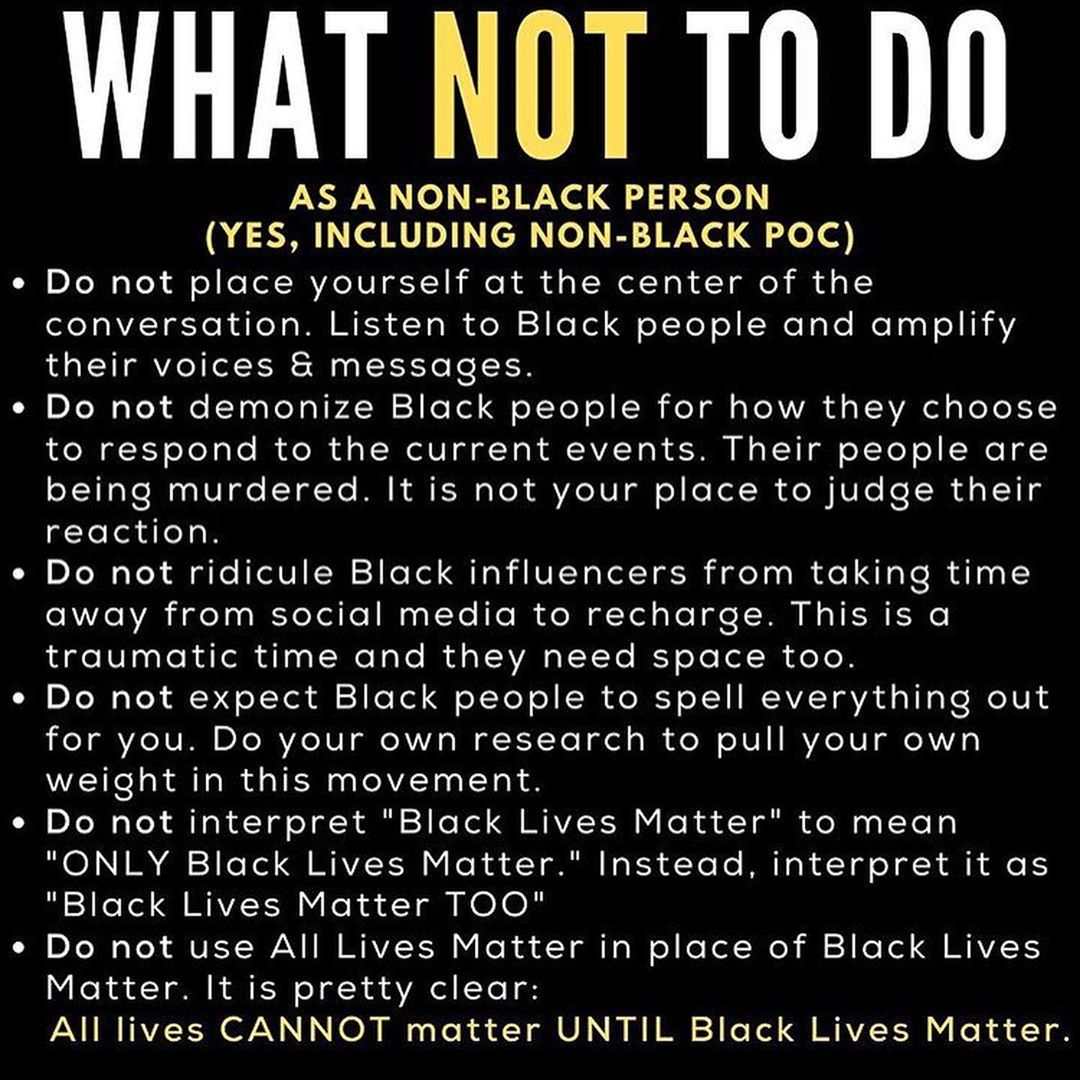 WHAT NOT TO DO
AS A NON-BLACK PERSON
(YES, INCLUDING NON-BLACK POC)
• Do not place yourself at the center of the
conversation. Listen to Black people and amplify
their voices & messages.
• Do not demonize Black people for how they choose
to respond to the current events. Their people are
being murdered. It is not your place to judge their
reaction.
• Do not ridicule Black influencers from taking time
away from social media to recharge. This is a
traumatic time and they need space too.
• Do not expect Black people to spell everything out
for you. Do your own research to pull your own
weight in this movement.
• Do not interpret "Black Lives Matter" to mean
"ONLY Black Lives Matter." Instead, interpret it as
"Black Lives Matter TOO"
• Do not use All Lives Matter in place of Black Lives
Matter. It is pretty clear:
All lives CANNOT matter UNTIL Black Lives Matter.